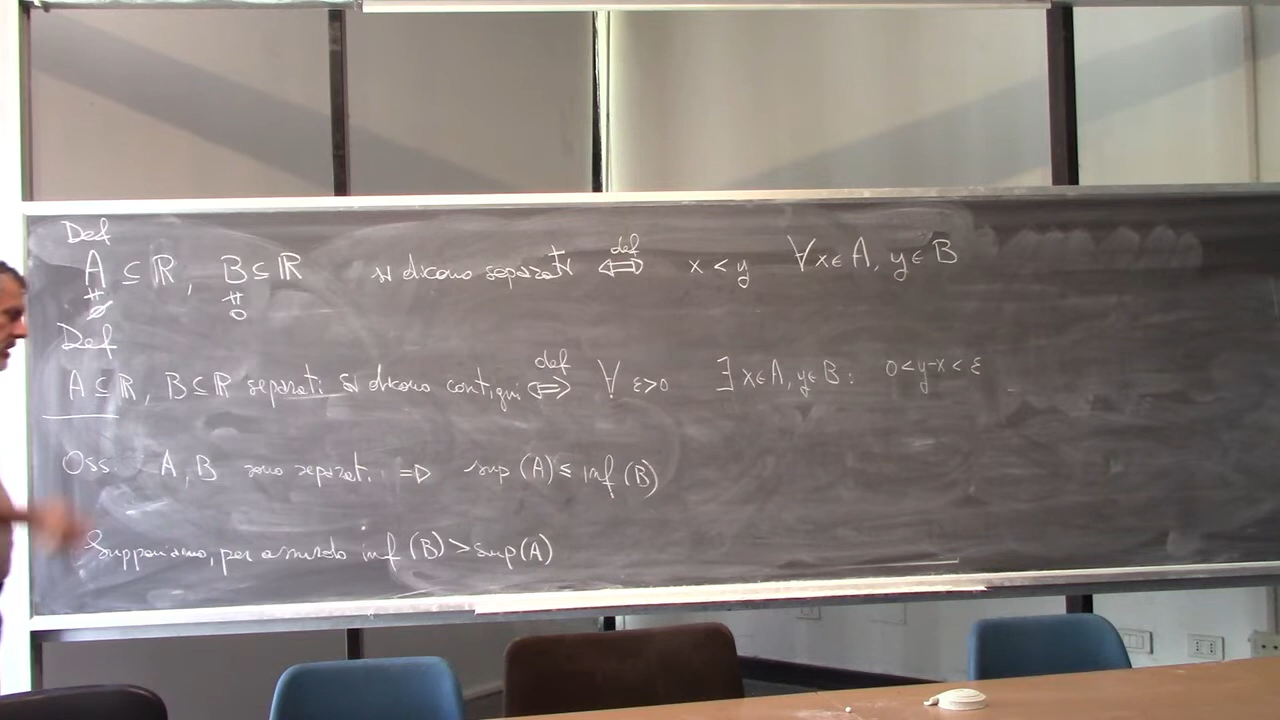 Def
A ⊆ ℝ, B ⊆ ℝ si dicono separati ⟺ def x < y ∀x∈A, y∈B
≠ ≠
∅ ∅
Def
A ⊆ ℝ, B ⊆ ℝ separati si dicono contigui ⟺ def ∀ ε>0 ∃ x∈A, y∈B : 0<y-x<ε
Oss. A, B sono separati ⇒ sup (A) ≤ inf (B)
Supponiamo, per assurdo inf (B) > sup (A)